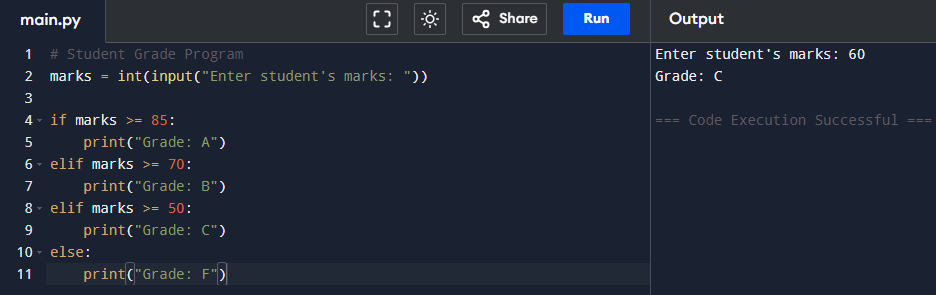 main.py
Share
Run
Output
1 # Student Grade Program
2 marks = int(input("Enter student's marks: "))
3
4 if marks >= 85:
5     print("Grade: A")
6 elif marks >= 70:
7     print("Grade: B")
8 elif marks >= 50:
9     print("Grade: C")
10 else:
11     print("Grade: F")
Enter student's marks: 60
Grade: C
=== Code Execution Successful ===